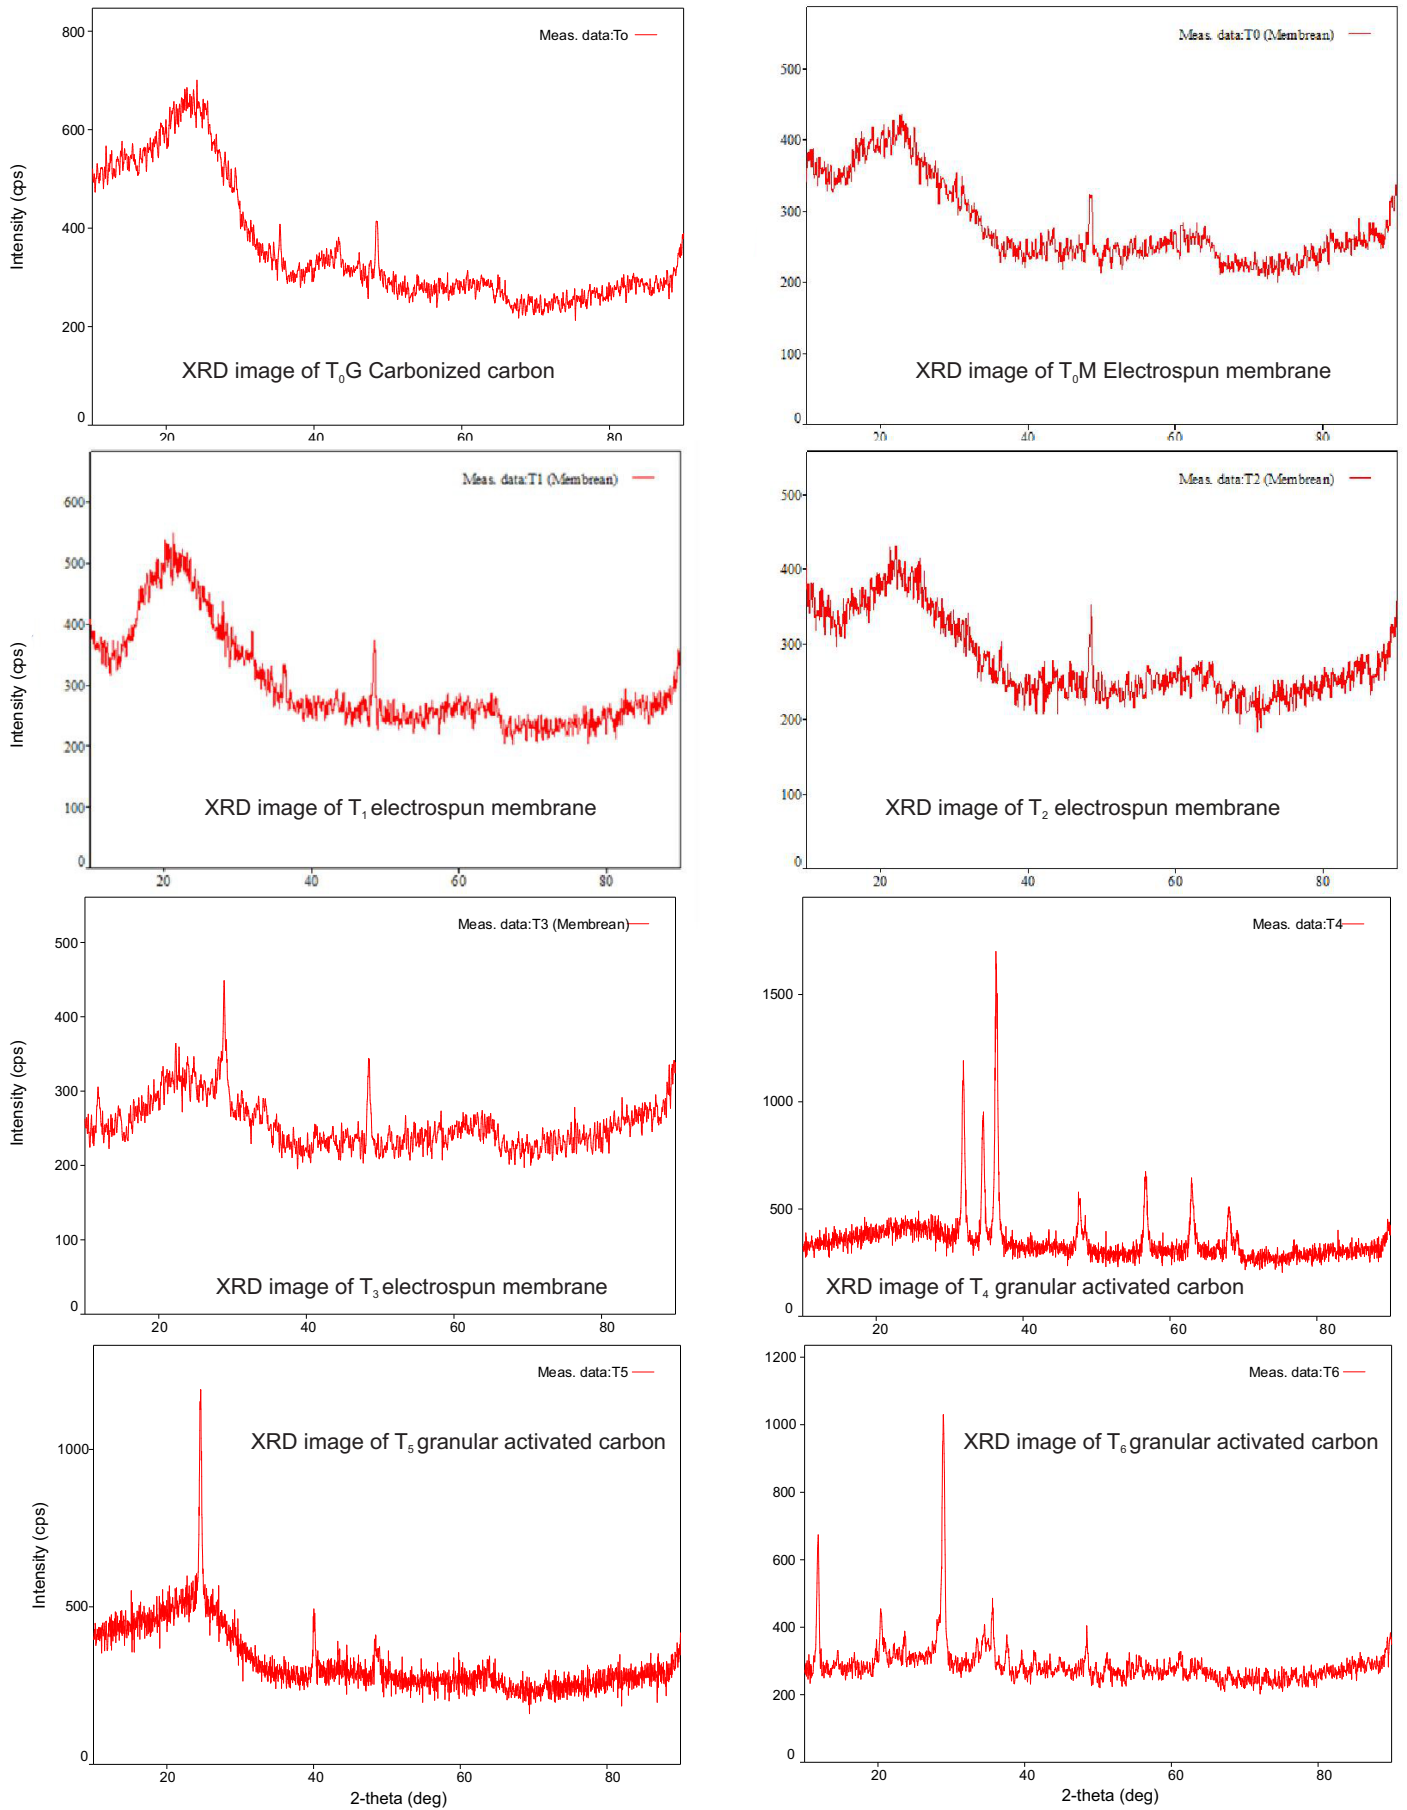 Meas. data:To
800
600
400
200
0
Intensity (cps)
XRD image of T₀G Carbonized carbon
20 40 60 80
Meas. data:T0 (Membrean)
500
400
300
200
100
0
XRD image of T₀M Electrospun membrane
20 40 60 80
Meas. data:T1 (Membrean)
600
500
400
300
200
100
0
Intensity (cps)
XRD image of T₁ electrospun membrane
20 40 60 80
Meas. data:T2 (Membrean)
500
400
300
200
100
0
XRD image of T₂ electrospun membrane
20 40 60 80
Meas. data:T3 (Membrean)
500
400
300
200
100
0
Intensity (cps)
XRD image of T₃ electrospun membrane
20 40 60 80
Meas. data:T4
1500
1000
500
0
XRD image of T₄ granular activated carbon
20 40 60 80
Meas. data:T5
XRD image of T₅ granular activated carbon
1000
500
0
Intensity (cps)
20 40 60 80
2-theta (deg)
Meas. data:T6
XRD image of T₆ granular activated carbon
1200
1000
800
600
400
200
0
20 40 60 80
2-theta (deg)